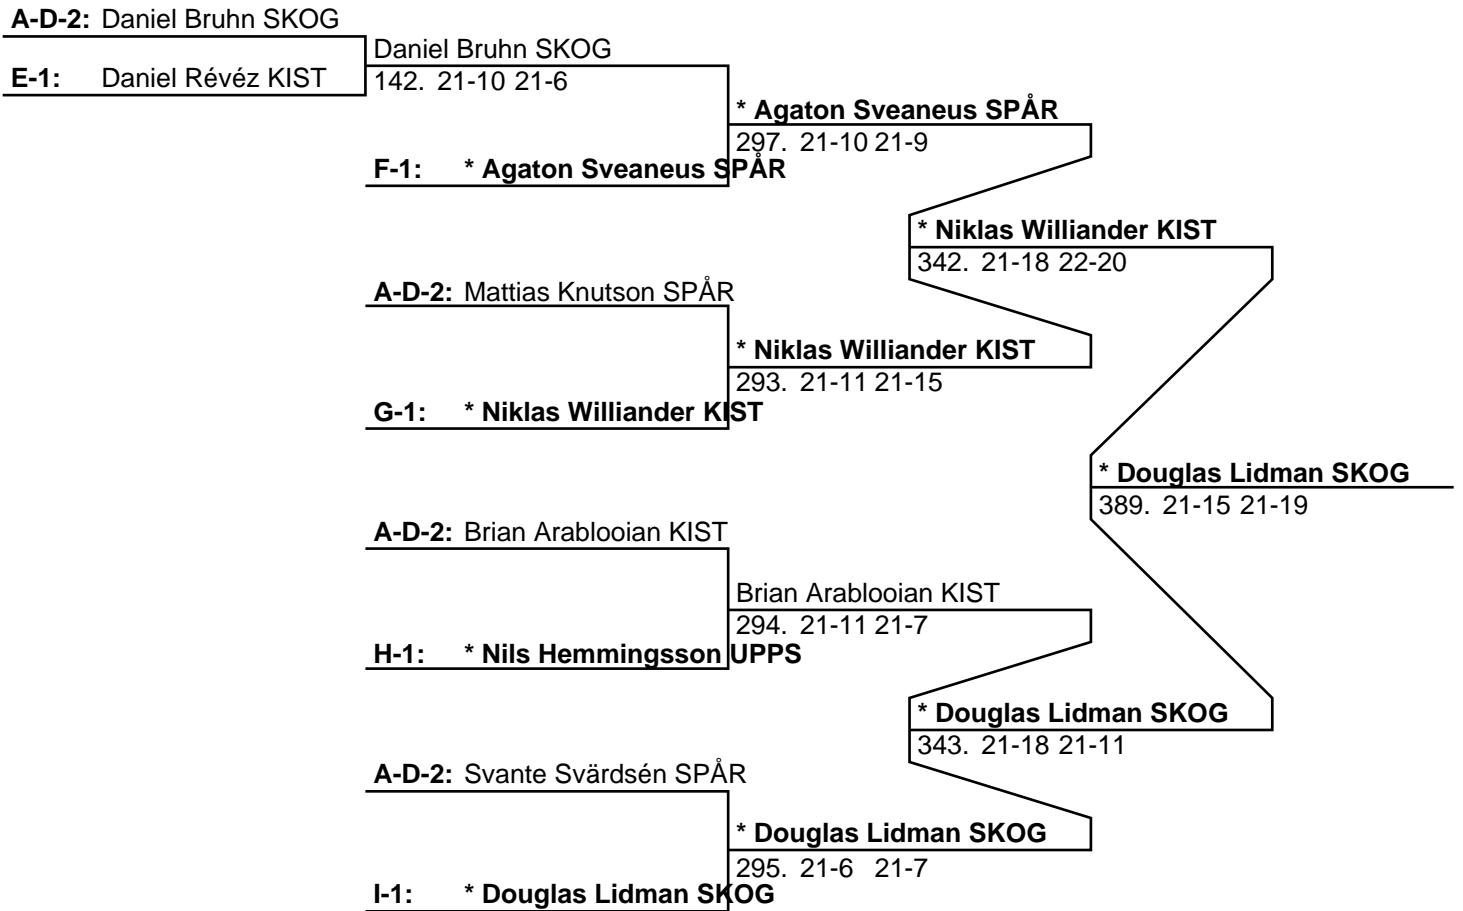 A-D-2: Daniel Bruhn SKOG
Daniel Bruhn SKOG
E-1: Daniel Révéz KIST
142. 21-10 21-6
* Agaton Sveaneus SPÅR
297. 21-10 21-9
F-1: * Agaton Sveaneus SPÅR
* Niklas Williander KIST
342. 21-18 22-20
A-D-2: Mattias Knutson SPÅR
* Niklas Williander KIST
293. 21-11 21-15
G-1: * Niklas Williander KIST
* Douglas Lidman SKOG
389. 21-15 21-19
A-D-2: Brian Arablooian KIST
Brian Arablooian KIST
294. 21-11 21-7
H-1: * Nils Hemmingsson UPPS
* Douglas Lidman SKOG
343. 21-18 21-11
A-D-2: Svante Svärdsén SPÅR
* Douglas Lidman SKOG
295. 21-6 21-7
I-1: * Douglas Lidman SKOG